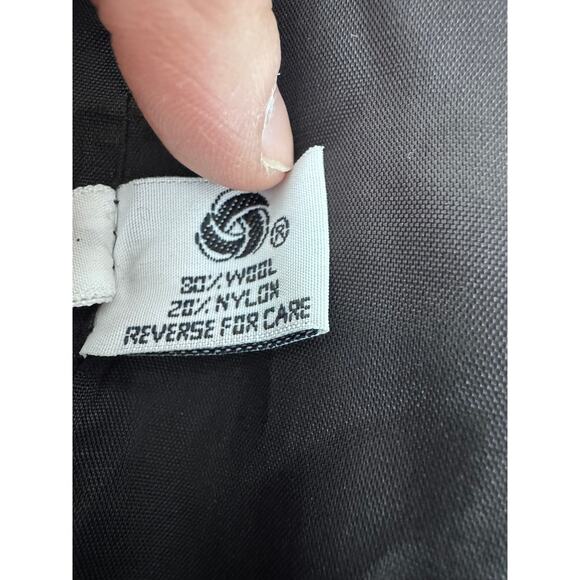 ®
80% WOOL
20% NYLON
REVERSE FOR CARE